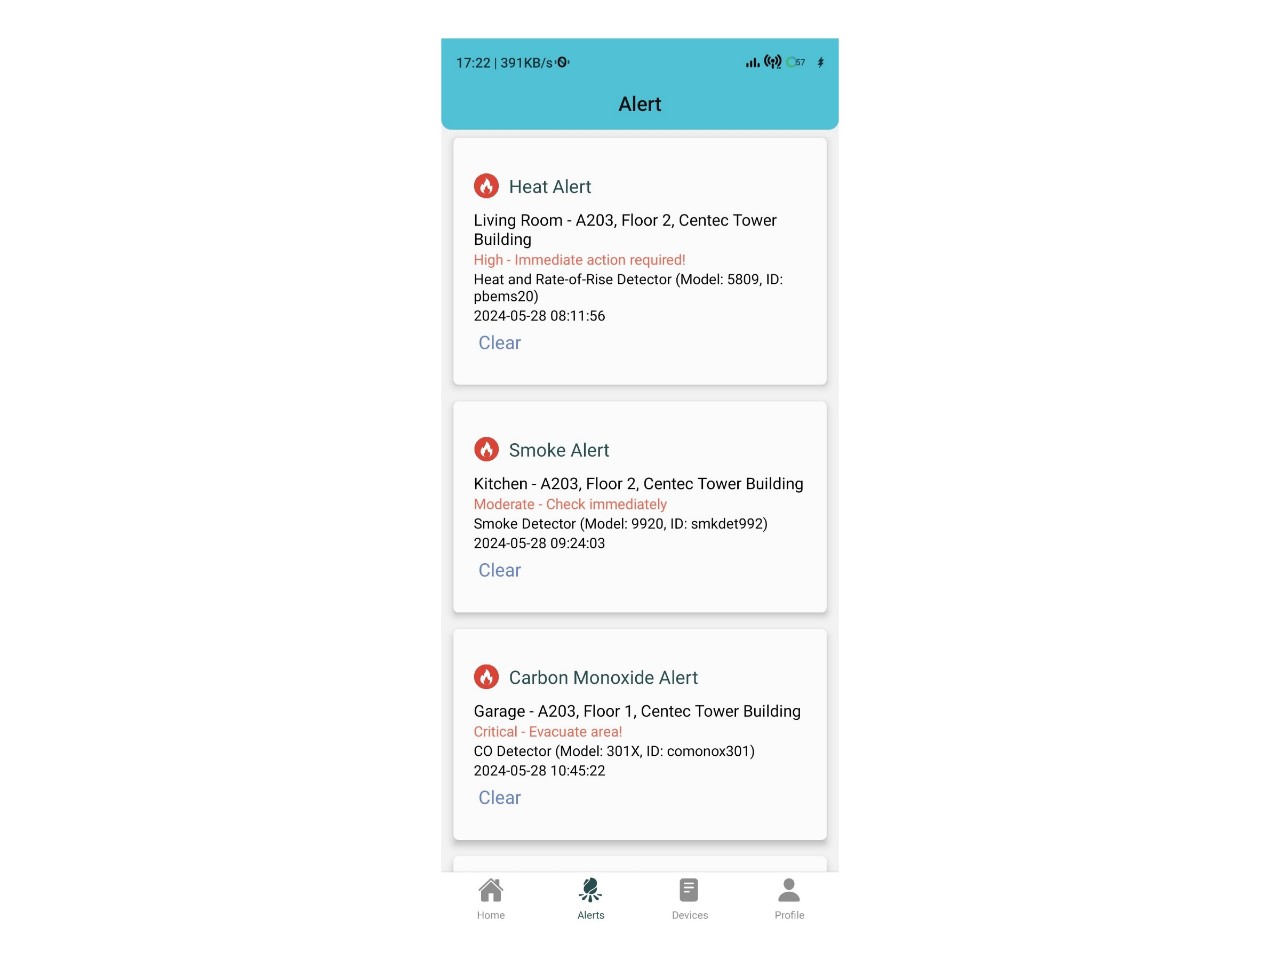 17:22 | 391KB/s
57
Alert
Heat Alert
Living Room - A203, Floor 2, Centec Tower
Building
High - Immediate action required!
Heat and Rate-of-Rise Detector (Model: 5809, ID:
pbems20)
2024-05-28 08:11:56
Clear
Smoke Alert
Kitchen - A203, Floor 2, Centec Tower Building
Moderate - Check immediately
Smoke Detector (Model: 9920, ID: smkdet992)
2024-05-28 09:24:03
Clear
Carbon Monoxide Alert
Garage - A203, Floor 1, Centec Tower Building
Critical - Evacuate area!
CO Detector (Model: 301X, ID: comonox301)
2024-05-28 10:45:22
Clear
Home
Alerts
Devices
Profile